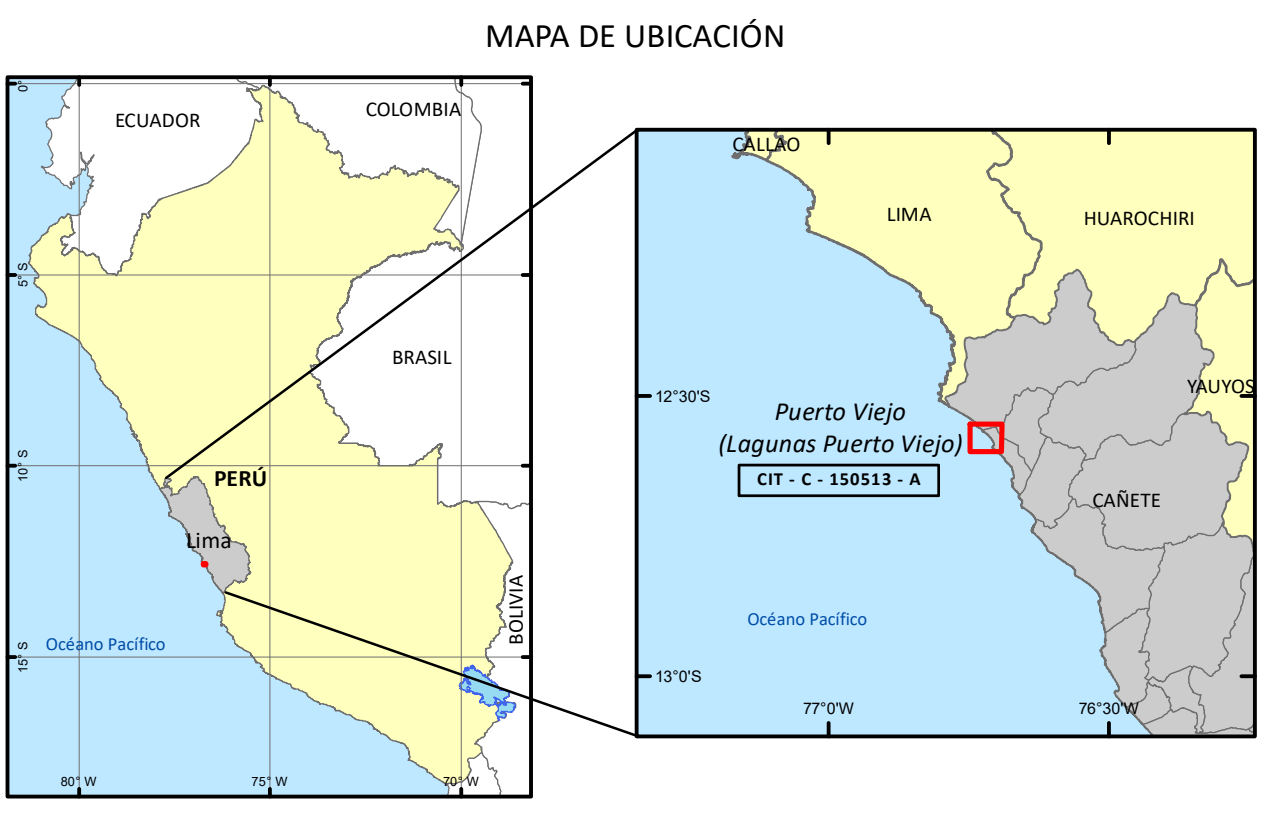 MAPA DE UBICACIÓN
0°
ECUADOR
COLOMBIA
5° S
BRASIL
10° S
PERÚ
Lima
BOLIVIA
Océano Pacífico
15° S
80° W
75° W
70° W
CALLAO
LIMA
HUAROCHIRI
YAUYOS
12°30'S
Puerto Viejo
(Lagunas Puerto Viejo)
CIT - C - 150513 - A
CAÑETE
Océano Pacífico
13°0'S
77°0'W
76°30'W